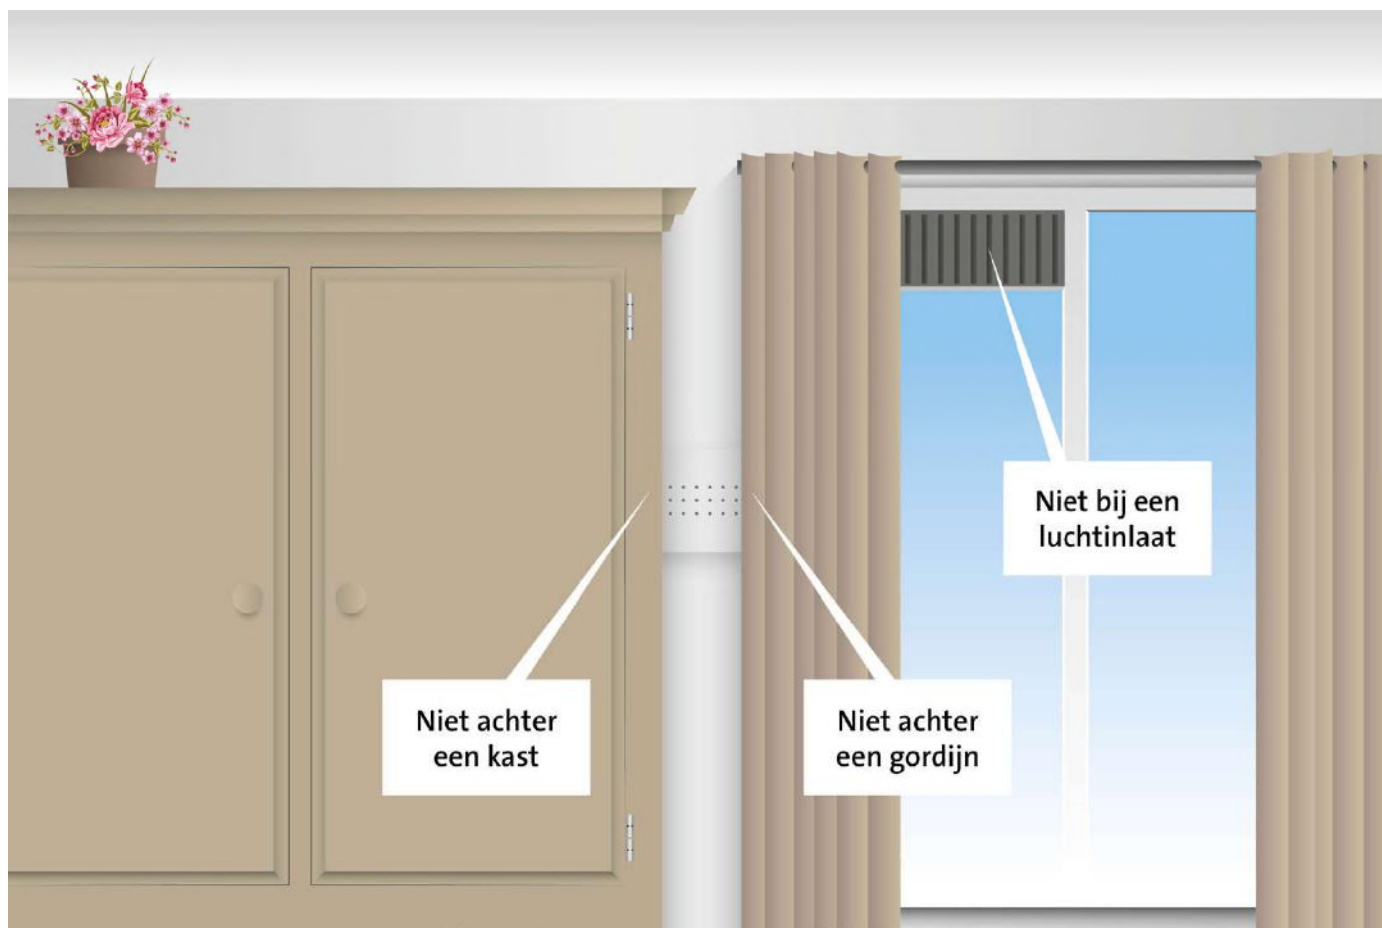 Niet bij een
luchtinlaat
Niet achter
een kast
Niet achter
een gordijn